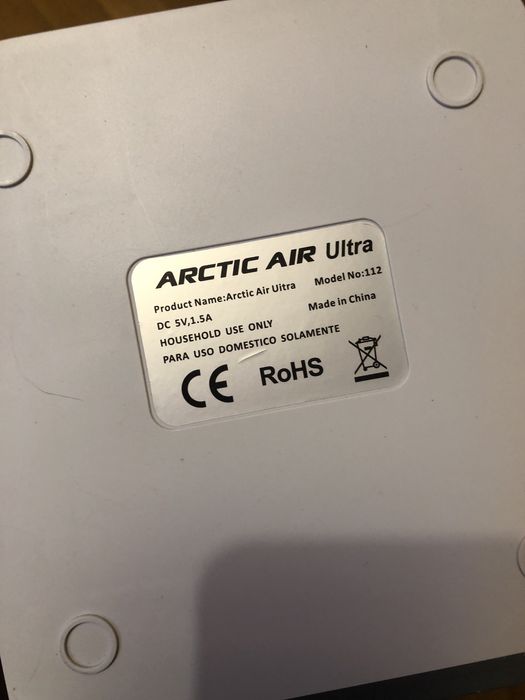 ARCTIC AIR Ultra
Product Name:Arctic Air Uitra Model No:112
DC 5V,1.5A Made in China
HOUSEHOLD USE ONLY
PARA USO DOMESTICO SOLAMENTE
CE RoHS